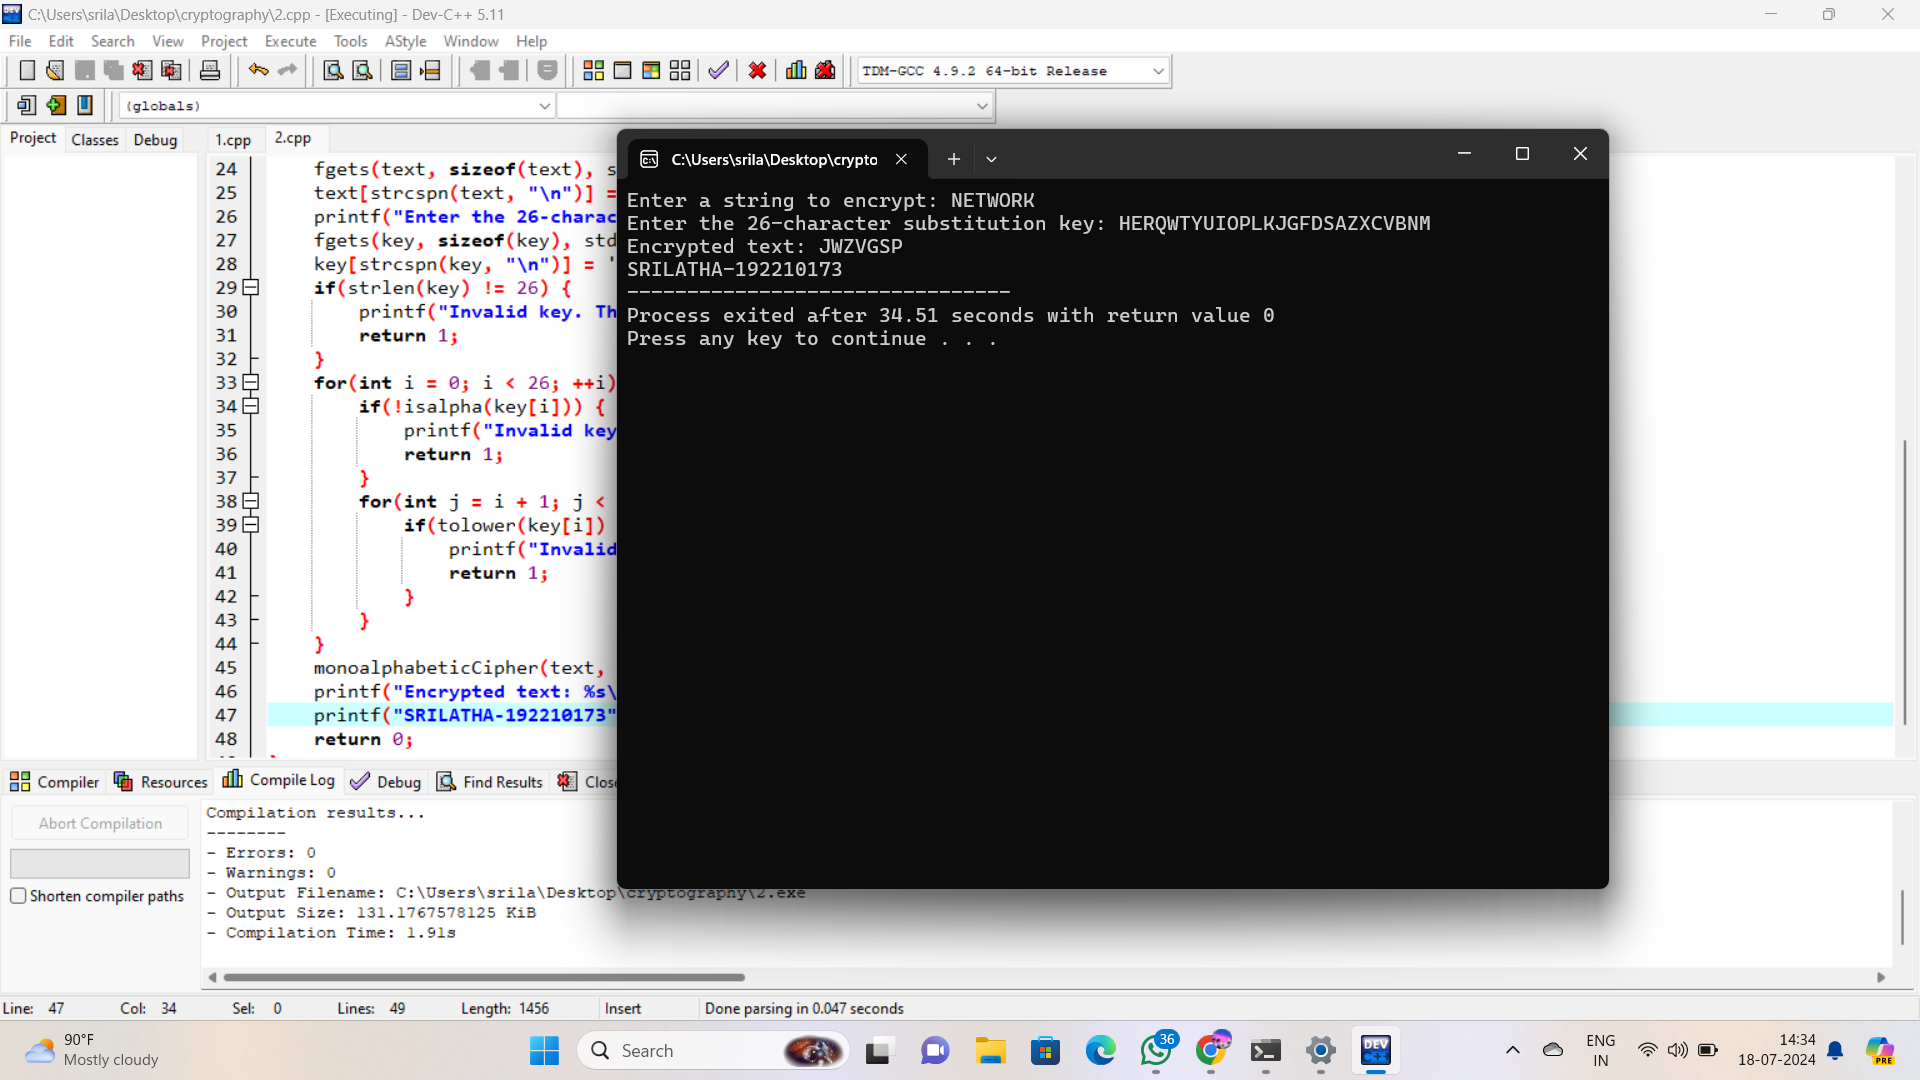 C:\Users\srila\Desktop\cryptography\2.cpp - [Executing] - Dev-C++ 5.11
File Edit Search View Project Execute Tools AStyle Window Help
TDM-GCC 4.9.2 64-bit Release
(globals)
Project Classes Debug
1.cpp 2.cpp
24 fgets(text, sizeof(text), s
25 text[strcspn(text, "\n")] =
26 printf("Enter the 26-charac
27 fgets(key, sizeof(key), std
28 key[strcspn(key, "\n")] = '
29 if(strlen(key) != 26) {
30 printf("Invalid key. Th
31 return 1;
32 }
33 for(int i = 0; i < 26; ++i)
34 if(!isalpha(key[i])) {
35 printf("Invalid key
36 return 1;
37 }
38 for(int j = i + 1; j <
39 if(tolower(key[i])
40 printf("Invalid
41 return 1;
42 }
43 }
44 }
45 monoalphabeticCipher(text,
46 printf("Encrypted text: %s\
47 printf("SRILATHA-192210173"
48 return 0;
C:\Users\srila\Desktop\crypto
Enter a string to encrypt: NETWORK
Enter the 26-character substitution key: HERQWTYUIOPLKJGFDSAZXCVBNM
Encrypted text: JWZVGSP
SRILATHA-192210173
--------------------------------
Process exited after 34.51 seconds with return value 0
Press any key to continue . . .
Compiler Resources Compile Log Debug Find Results Close
Abort Compilation
Shorten compiler paths
Compilation results...
--------
- Errors: 0
- Warnings: 0
- Output Filename: C:\Users\srila\Desktop\cryptography\2.exe
- Output Size: 131.1767578125 KiB
- Compilation Time: 1.91s
Line: 47 Col: 34 Sel: 0 Lines: 49 Length: 1456 Insert Done parsing in 0.047 seconds
90°F
Mostly cloudy
Search
36
DEV C++
ENG
IN
14:34
18-07-2024
PRE